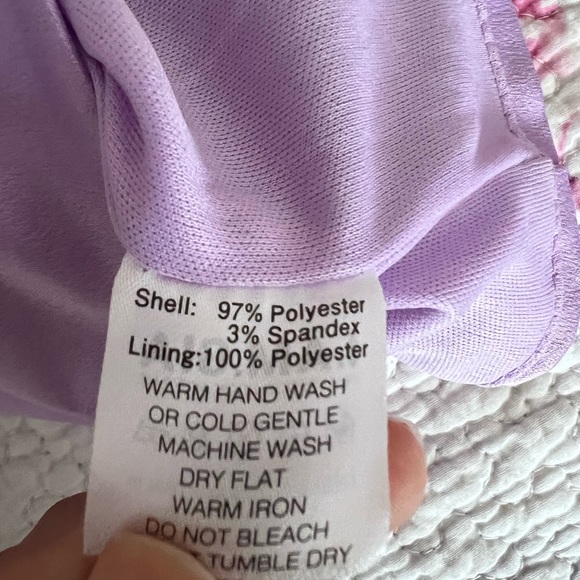 Shell: 97% Polyester
3% Spandex
Lining:100% Polyester
WARM HAND WASH
OR COLD GENTLE
MACHINE WASH
DRY FLAT
WARM IRON
DO NOT BLEACH
TUMBLE DRY